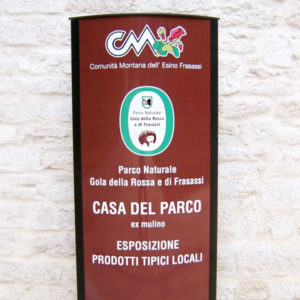 CM
Comunità Montana dell' Esino Frasassi
Parco Naturale
Gola della Rossa
e di Frasassi
Parco Naturale
Gola della Rossa e di Frasassi
CASA DEL PARCO
ex mulino
ESPOSIZIONE
PRODOTTI TIPICI LOCALI